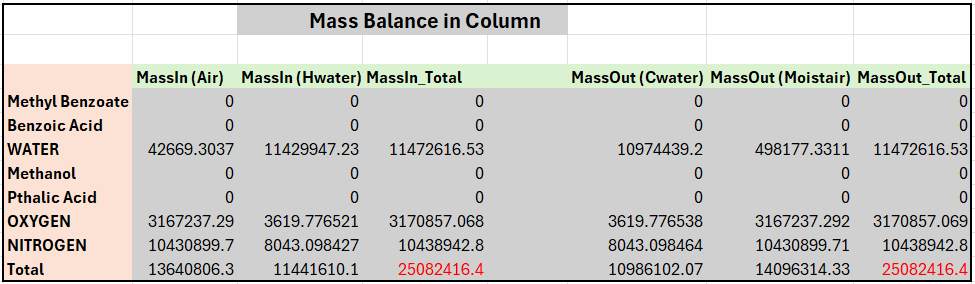 Mass Balance in Column
MassIn (Air) MassIn (Hwater) MassIn_Total MassOut (Cwater) MassOut (Moistair) MassOut_Total
Methyl Benzoate 0 0 0 0 0 0
Benzoic Acid 0 0 0 0 0 0
WATER 42669.3037 11429947.23 11472616.53 10974439.2 498177.3311 11472616.53
Methanol 0 0 0 0 0 0
Pthalic Acid 0 0 0 0 0 0
OXYGEN 3167237.29 3619.776521 3170857.068 3619.776538 3167237.292 3170857.069
NITROGEN 10430899.7 8043.098427 10438942.8 8043.098464 10430899.71 10438942.8
Total 13640806.3 11441610.1 25082416.4 10986102.07 14096314.33 25082416.4